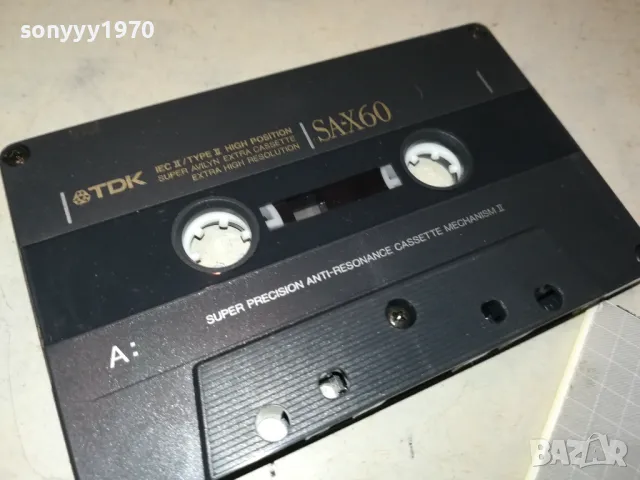 sonyyy1970
TDK
IEC II/TYPE II HIGH POSITION
SUPER AVILYN EXTRA CASSETTE
EXTRA HIGH RESOLUTION
SA-X60
SUPER PRECISION ANTI-RESONANCE CASSETTE MECHANISM II
A:
BAZAR